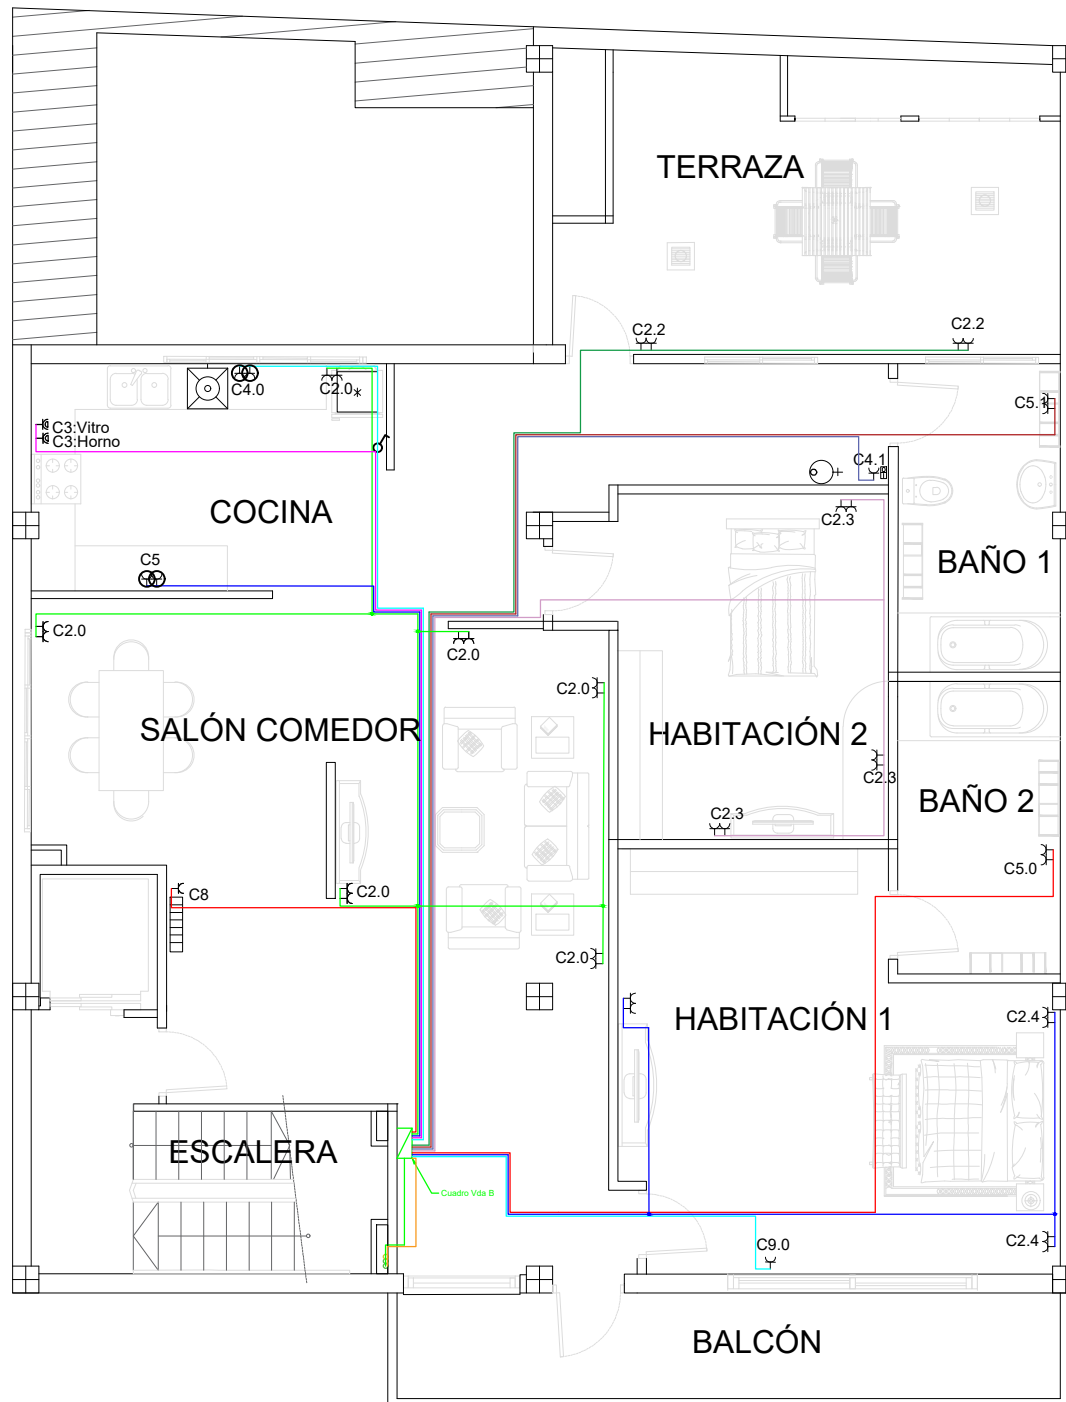 TERRAZA
C2.2
C2.2
C4.0
C2.0
C5.1
C3:Vitro
C3:Horno
C4.1
COCINA
C2.3
C5
BAÑO 1
C2.0
C2.0
C2.0
SALÓN COMEDOR
HABITACIÓN 2
C2.3
BAÑO 2
C2.3
C5.0
C8
C2.0
C2.0
HABITACIÓN 1
C2.4
ESCALERA
Cuadro Vda B
C2.4
C9.0
BALCÓN